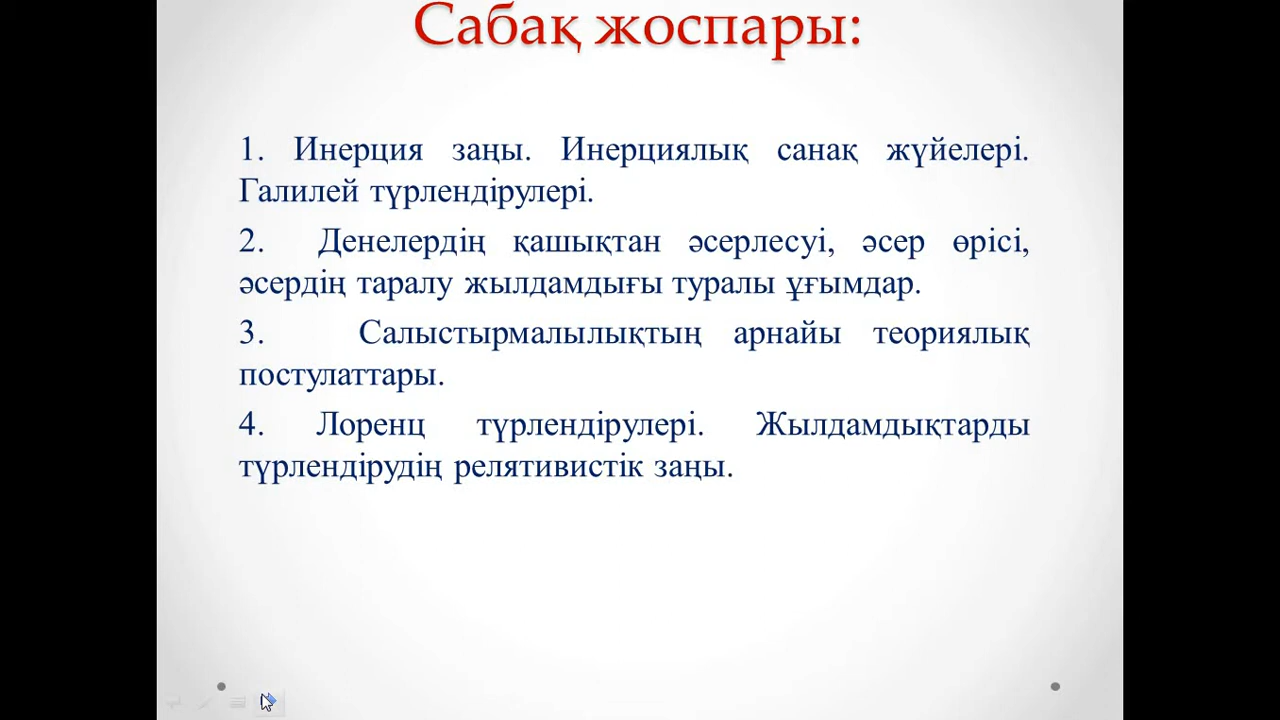 Сабақ жоспары:
1. Инерция заңы. Инерциялық санақ жүйелері.
Галилей түрлендірулері.
2. Денелердің қашықтан әсерлесуі, әсер өрісі,
әсердің таралу жылдамдығы туралы ұғымдар.
3. Салыстырмалылықтың арнайы теориялық
постулаттары.
4. Лоренц түрлендірулері. Жылдамдықтарды
түрлендірудің релятивистік заңы.